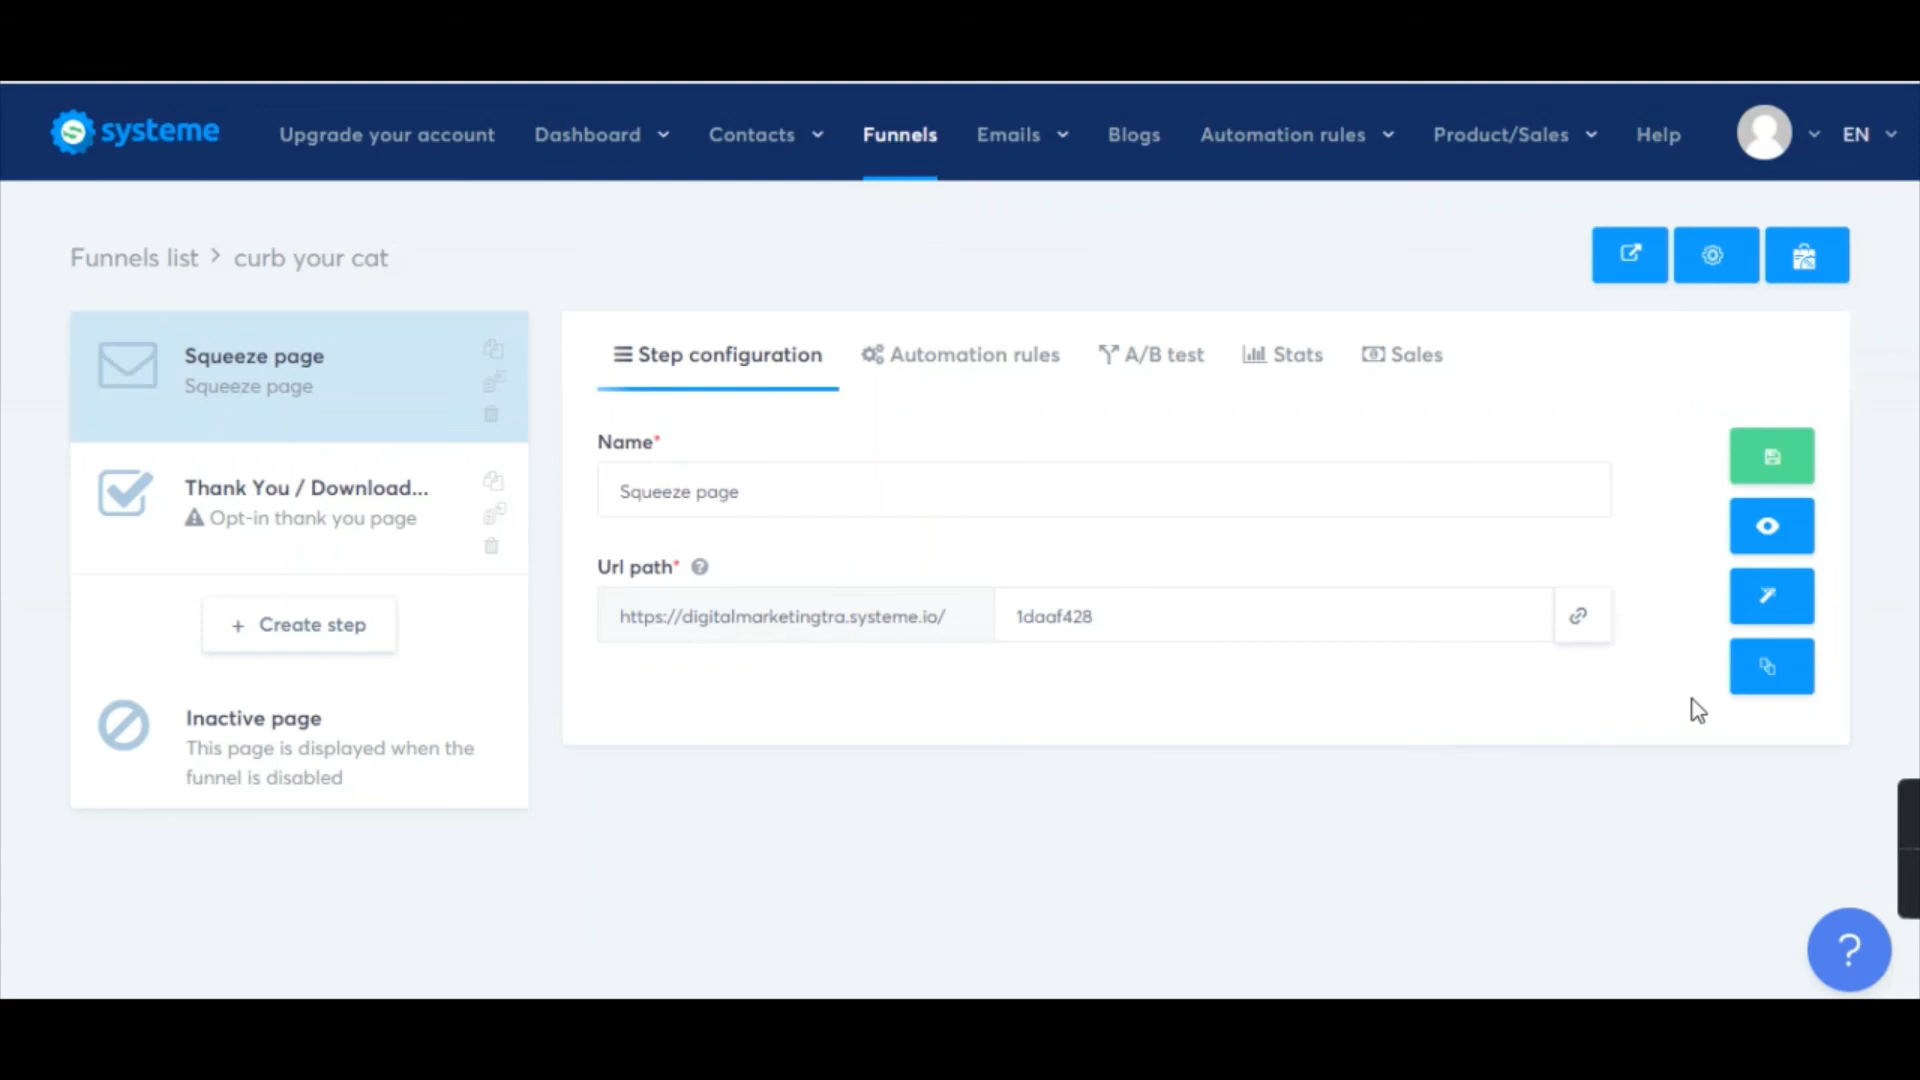 systeme
Upgrade your account
Dashboard
Contacts
Funnels
Emails
Blogs
Automation rules
Product/Sales
Help
EN
Funnels list > curb your cat
Squeeze page
Squeeze page
Thank You / Download...
Opt-in thank you page
+ Create step
Inactive page
This page is displayed when the
funnel is disabled
Step configuration
Automation rules
A/B test
Stats
Sales
Name*
Squeeze page
Url path* ?
https://digitalmarketingtra.systeme.io/
1daaf428
?